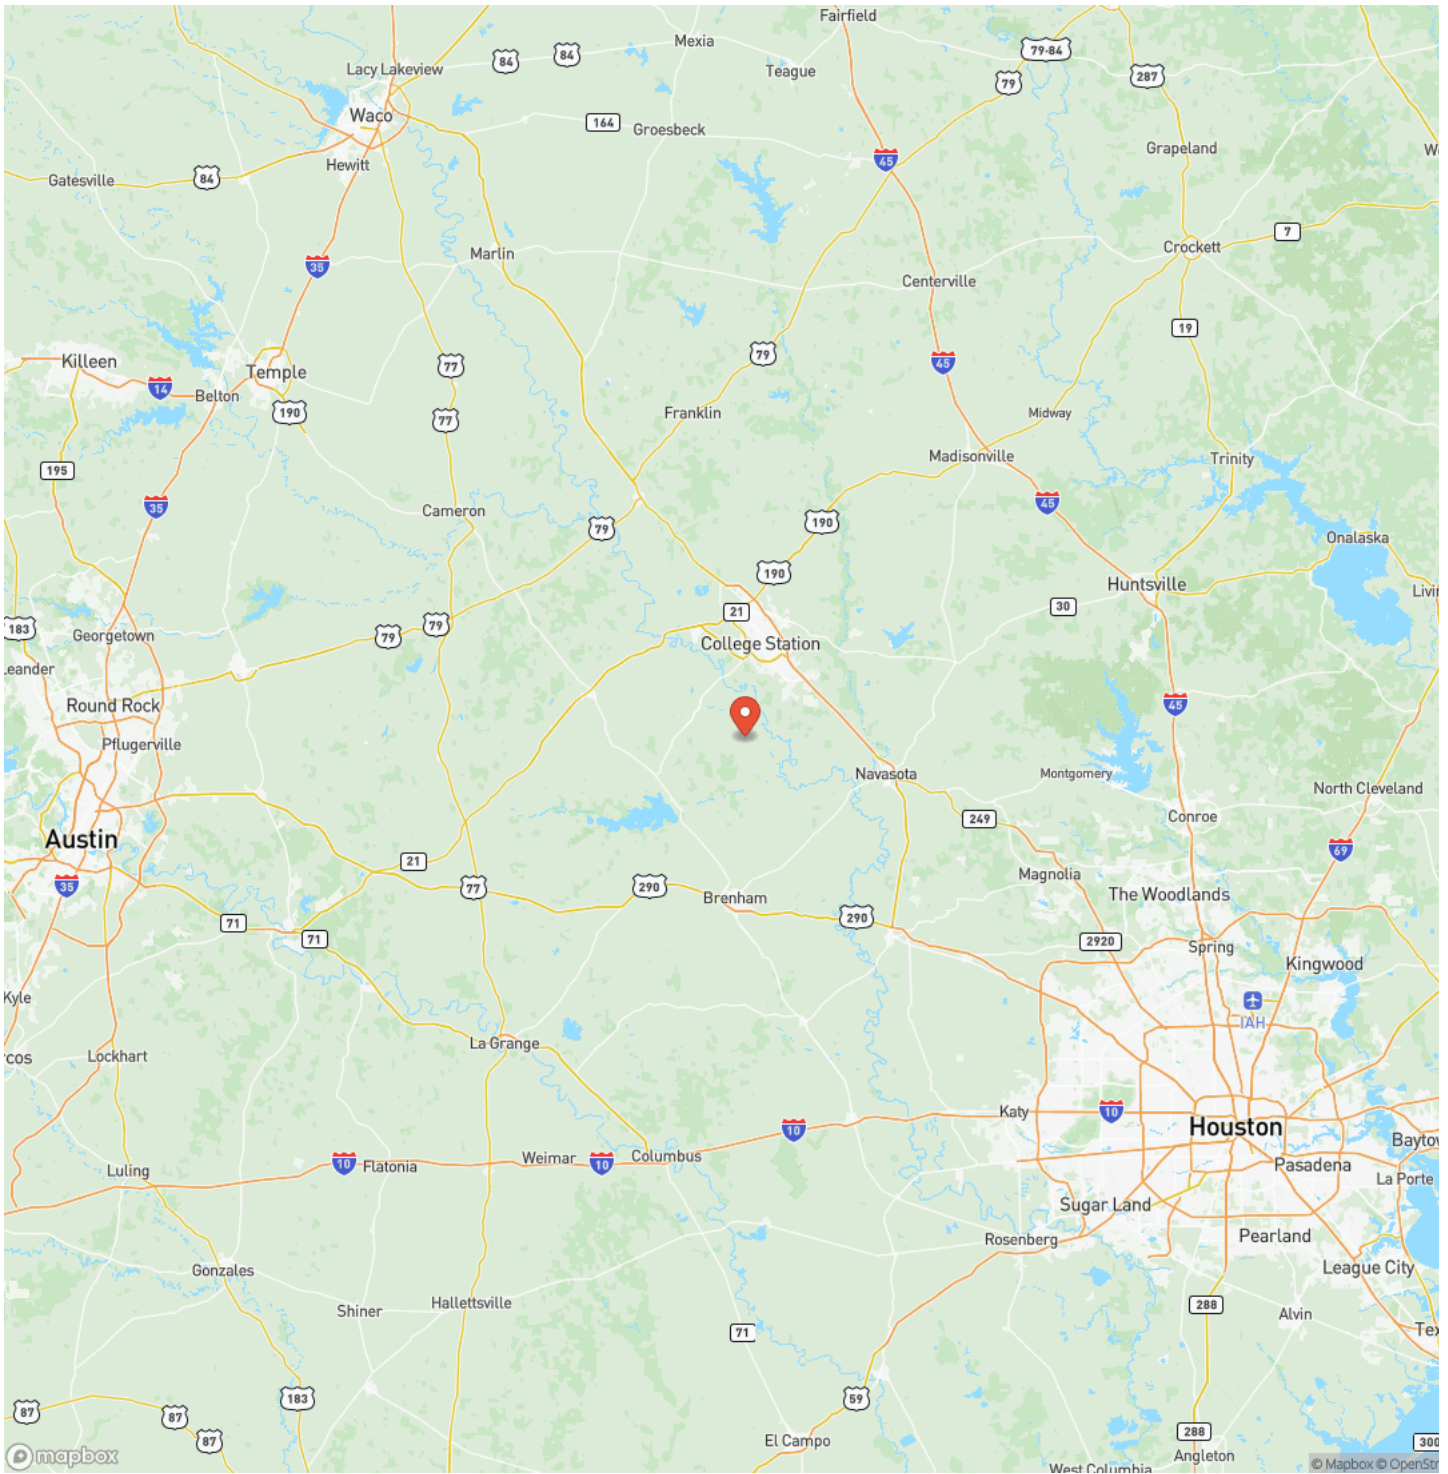 Fairfield
Mexia
79-84
84
84
Lacy Lakeview
Teague
79
287
Waco
164
Groesbeck
Grapeland
45
Hewitt
84
Gatesville
7
Crockett
Marlin
35
Centerville
19
79
45
Killeen
77
Temple
14
Belton
190
77
Franklin
Midway
195
Madisonville
Trinity
35
45
Cameron
190
79
Onalaska
190
Huntsville
30
21
79
79
183
Georgetown
College Station
Round Rock
45
Pflugerville
Navasota
Montgomery
North Cleveland
249
Conroe
Austin
69
21
Magnolia
35
77
290
Brenham
The Woodlands
290
71
71
2920
Spring
Kingwood
Kyle
IAH
La Grange
Lockhart
Katy
10
10
Houston
10
Flatonia
Weimar
10
Columbus
Luling
Pasadena
La Porte
Sugar Land
Rosenberg
Pearland
Gonzales
League City
Shiner
Hallettsville
288
Alvin
71
87
87
87
183
59
El Campo
288
300
Angleton
West Columbia
mapbox
© Mapbox © OpenStr